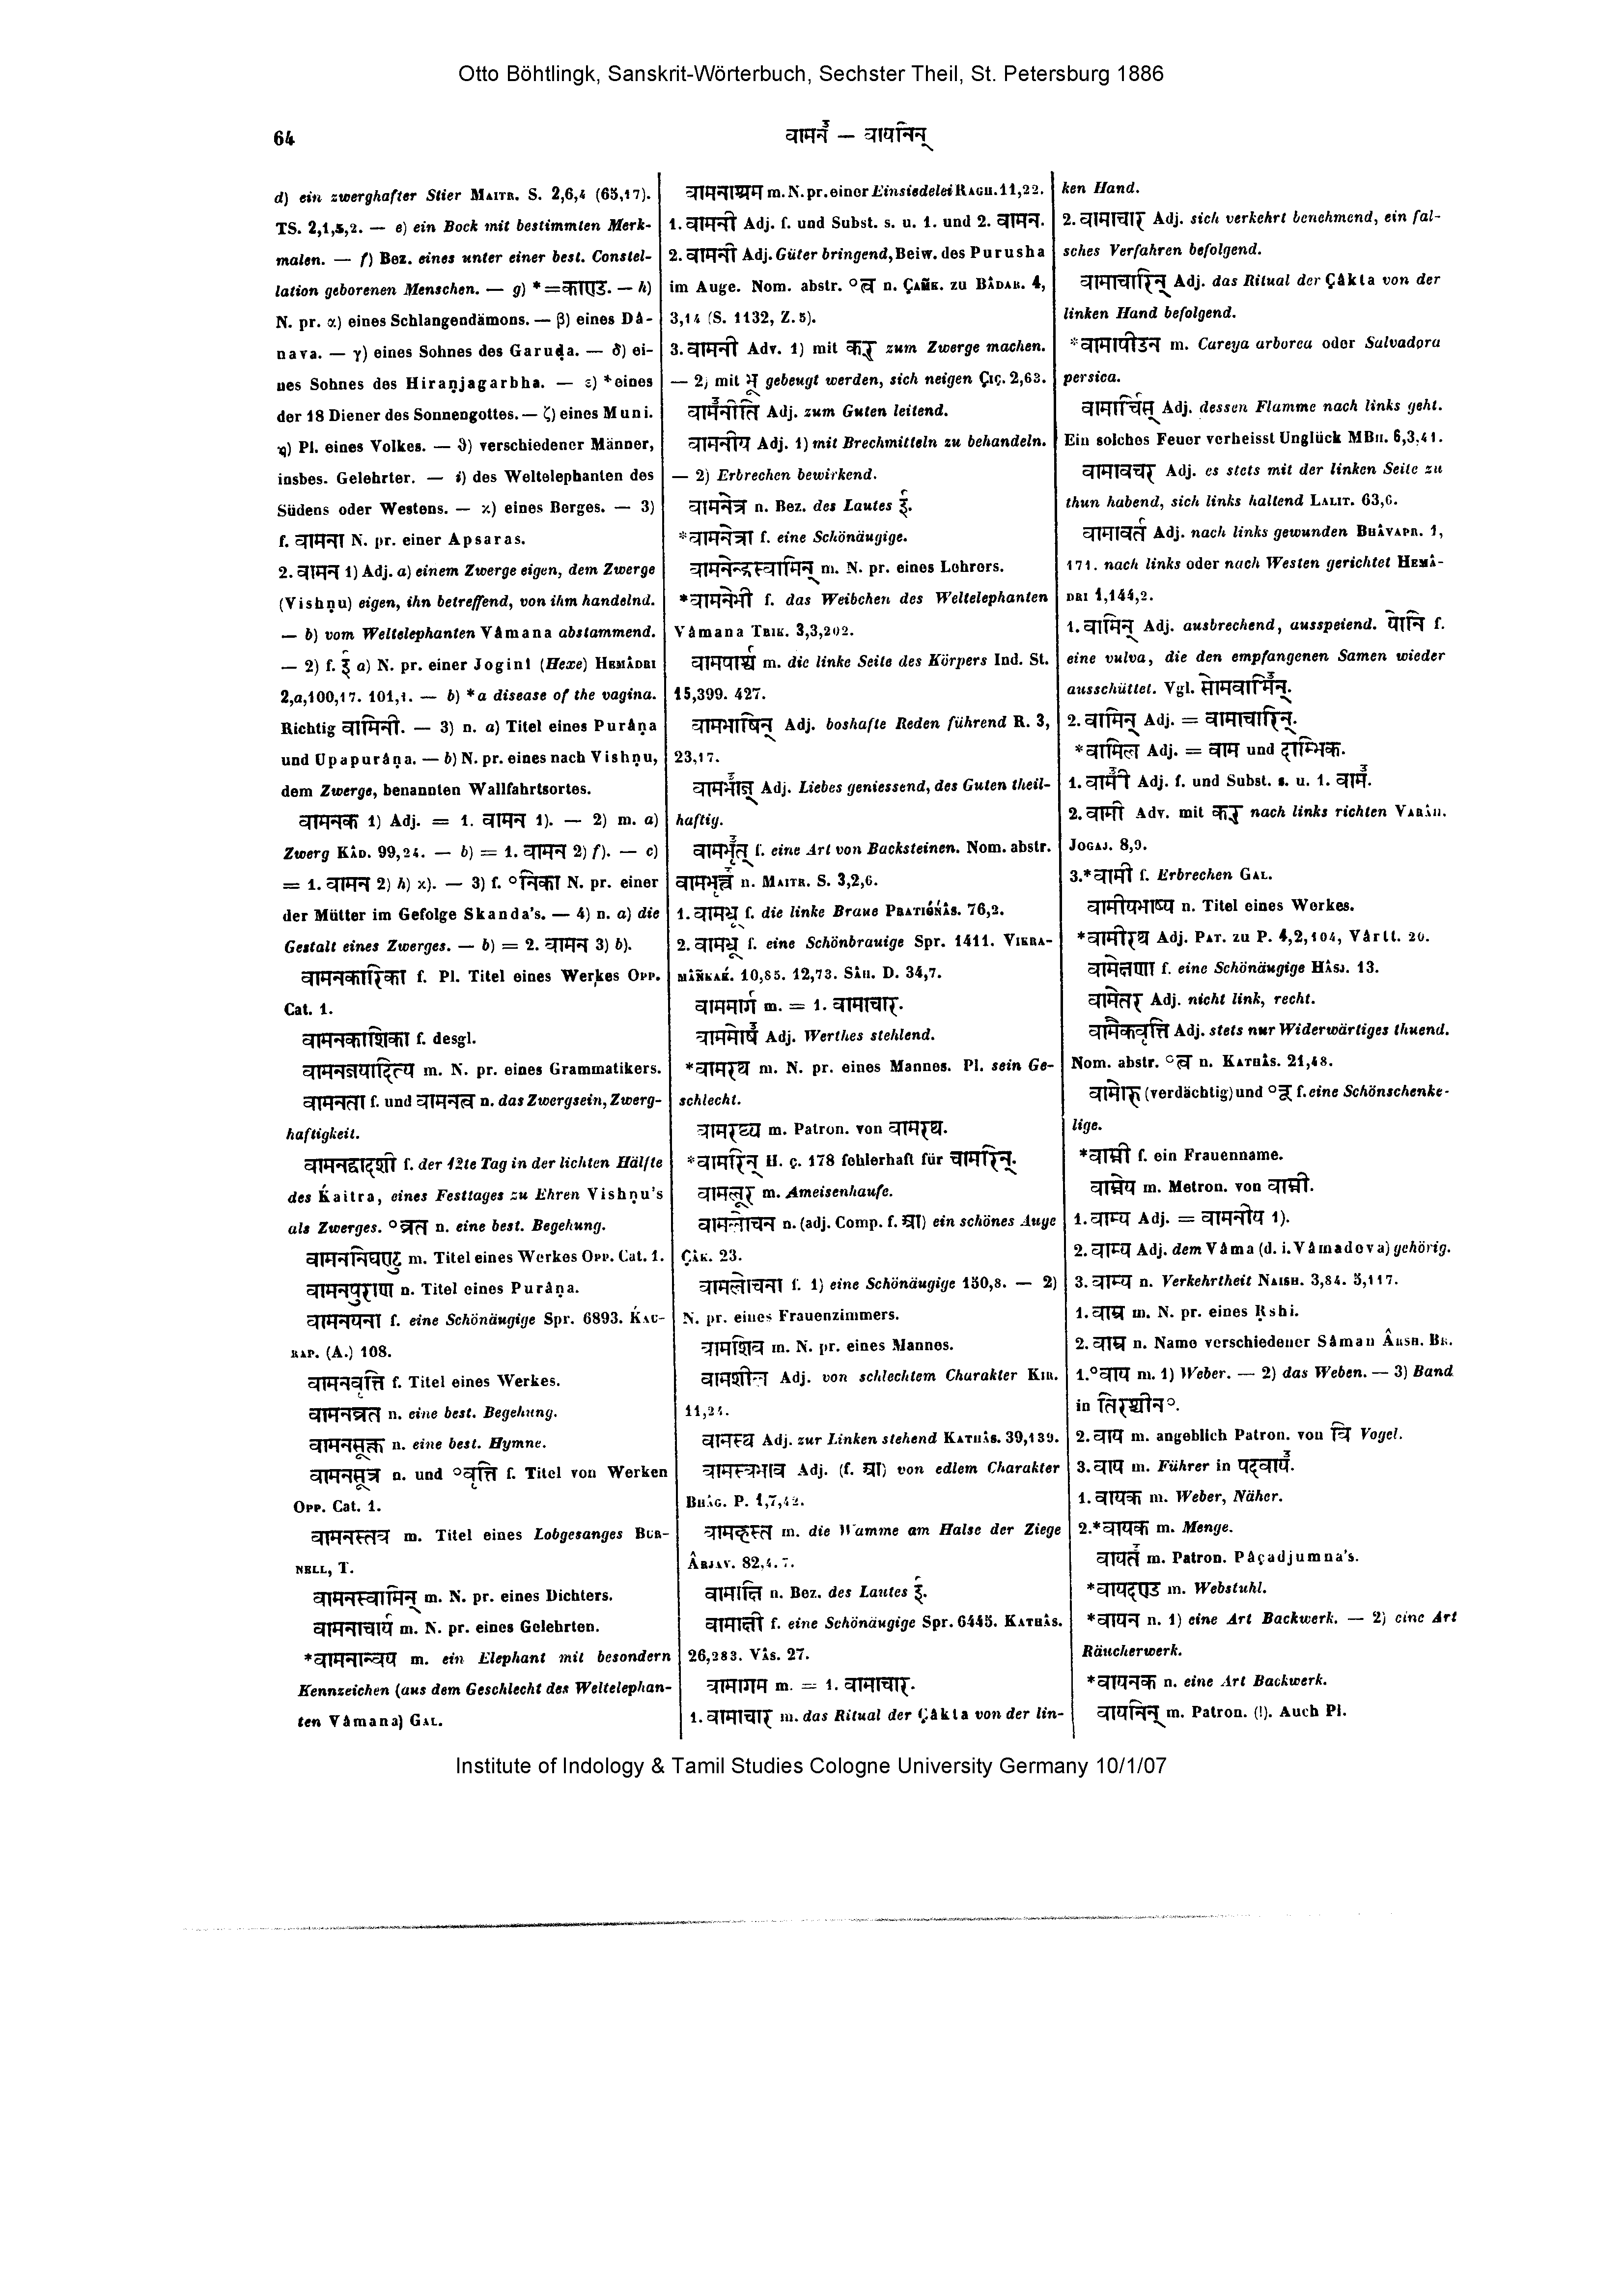 Otto Böhtlingk, Sanskrit-Wörterbuch, Sechster Theil, St. Petersburg 1886
64
वामनँ — वायनिन्
d) ein zwerghafter Stier MAITR. S. 2,6,4 (65,17).
TS. 2,1,5,2. — e) ein Bock mit bestimmten Merk-
malen. — f) Bez. eines unter einer best. Constel-
lation geborenen Menschen. — g) *=काण्ड. — h)
N. pr. α) eines Schlangendämons. — β) eines Dâ-
nava. — γ) eines Sohnes des Garuḍa. — δ) ei-
nes Sohnes des Hiraṇjagarbha. — ε) *eines
der 18 Diener des Sonnengottes. — ζ) eines Muni.
η) Pl. eines Volkes. — ϑ) verschiedener Männer,
insbes. Gelehrter. — ι) des Weltelephanten des
Südens oder Westens. — ϰ) eines Berges. — 3)
f. वामना N. pr. einer Apsaras.
2. वामन 1) Adj. a) einem Zwerge eigen, dem Zwerge
(Vishṇu) eigen, ihn betreffend, von ihm handelnd.
— b) vom Weltelephanten Vâmana abstammend.
— 2) f. ई a) N. pr. einer Joginî (Hexe) HEMÂDRI
2,a,100,17. 101,1. — b) *a disease of the vagina.
Richtig वामिनी. — 3) n. a) Titel eines Purâṇa
und Upapurâṇa. — b) N. pr. eines nach Vishṇu,
dem Zwerge, benannten Wallfahrtsortes.
वामनक 1) Adj. = 1. वामन 1). — 2) m. a)
Zwerg KÂD. 99,24. — b) = 1. वामन 2) f). — c)
= 1. वामन 2) h) ϰ). — 3) f. °निका N. pr. einer
der Mütter im Gefolge Skanda's. — 4) n. a) die
Gestalt eines Zwerges. — b) = 2. वामन 3) b).
वामनकारिका f. Pl. Titel eines Werkes OPP.
Cat. 1.
वामनकाशिका f. desgl.
वामनजयादित्य m. N. pr. eines Grammatikers.
वामनता f. und वामनत्व n. das Zwergsein, Zwerg-
haftigkeit.
वामनद्वादशी f. der 12te Tag in der lichten Hälfte
des Ḱaitra, eines Festtages zu Ehren Vishṇu's
als Zwerges. °व्रत n. eine best. Begehung.
वामननिघण्टु m. Titel eines Werkes OPP. Cat. 1.
वामनपुराण n. Titel eines Purâṇa.
वामनयना f. eine Schönäugige Spr. 6893. ḰAU-
RAP. (A.) 108.
वामनवृत्ति f. Titel eines Werkes.
वामनव्रत n. eine best. Begehung.
वामनसूक्त n. eine best. Hymne.
वामनसूत्र n. und °वृत्ति f. Titel von Werken
OPP. Cat. 1.
वामनस्तव m. Titel eines Lobgesanges BUR-
NELL, T.
वामनस्वामिन् m. N. pr. eines Dichters.
वामनाचार्य m. N. pr. eines Gelehrten.
*वामनान्वय m. ein Elephant mit besondern
Kennzeichen (aus dem Geschlecht des Weltelephan-
ten Vâmana) GAL.
वामनाश्रम m. N. pr. einer Einsiedelei RAGH. 11,22.
1. वामनी Adj. f. und Subst. s. u. 1. und 2. वामन.
2. वामनी Adj. Güter bringend, Beiw. des Purusha
im Auge. Nom. abstr. °त्व n. ÇAṂK. zu BÂDAR. 4,
3,14 (S. 1132, Z. 5).
3. वामनी Adv. 1) mit कर् zum Zwerge machen.
— 2) mit भू gebeugt werden, sich neigen ÇIÇ. 2,63.
वामँनीति Adj. zum Guten leitend.
वामनीय Adj. 1) mit Brechmitteln zu behandeln.
— 2) Erbrechen bewirkend.
वामनेत्र n. Bez. des Lautes ई.
*वामनेत्रा f. eine Schönäugige.
वामनेन्द्रस्वामिन् m. N. pr. eines Lehrers.
*वामनेभी f. das Weibchen des Weltelephanten
Vâmana TRIK. 3,3,202.
वामपार्श्व m. die linke Seite des Körpers Ind. St.
15,399. 427.
वामभाषिन् Adj. boshafte Reden führend R. 3,
23,17.
वामभाँज् Adj. Liebes geniessend, des Guten theil-
haftig.
वामभृँत् f. eine Art von Backsteinen. Nom. abstr.
वामभृत्त्वँ n. MAITR. S. 3,2,6.
1. वामभ्रू f. die linke Braue PRATIǴÑÂS. 76,2.
2. वामभ्रू f. eine Schönbrauige Spr. 1411. VIKRA-
MÂÑKAḰ. 10,85. 12,73. SÂH. D. 34,7.
वाममार्ग m. = 1. वामाचार.
वाममोषँ Adj. Werthes stehlend.
*वामरथ m. N. pr. eines Mannes. Pl. sein Ge-
schlecht.
वामरथ्य m. Patron. von वामरथ.
*वामरिन् H. ç. 178 fehlerhaft für चामरिन्.
वामलूर m. Ameisenhaufe.
वामलोचन n. (adj. Comp. f. आ) ein schönes Auge
ÇÂK. 23.
वामलोचना f. 1) eine Schönäugige 150,8. — 2)
N. pr. eines Frauenzimmers.
वामशिव m. N. pr. eines Mannes.
वामशील Adj. von schlechtem Charakter KIR.
11,24.
वामस्थ Adj. zur Linken stehend KATHÂS. 39,139.
वामस्वभाव Adj. (f. आ) von edlem Charakter
BHÂG. P. 1,7,42.
वामहस्त m. die Wamme am Halse der Ziege
ÂRJAV. 82,4.7.
वामाक्षि n. Bez. des Lautes ई.
वामाक्षी f. eine Schönäugige Spr. 6445. KATHÂS.
26,283. VÂS. 27.
वामागम m. = 1. वामाचार.
1. वामाचार m. das Ritual der Çâkta von der lin-
ken Hand.
2. वामाचार Adj. sich verkehrt benehmend, ein fal-
sches Verfahren befolgend.
वामाचारिन् Adj. das Ritual der Çâkta von der
linken Hand befolgend.
*वामापीडन m. Careya arborea oder Salvadora
persica.
वामार्चिस् Adj. dessen Flamme nach links geht.
Ein solches Feuer verheisst Unglück MBH. 6,3,41.
वामावचर Adj. es stets mit der linken Seite zu
thun habend, sich links haltend LALIT. 63,6.
वामावर्त Adj. nach links gewunden BHÂVAPR. 1,
171. nach links oder nach Westen gerichtet HEMÂ-
DRI 1,144,2.
1. वामिन् Adj. ausbrechend, ausspeiend. योनि f.
eine vulva, die den empfangenen Samen wieder
ausschüttet. Vgl. सोमवामिँन्.
2. वामिन् Adj. = वामाचारिन्.
*वामिल Adj. = वाम und दाम्भिक.
1. वामीँ Adj. f. und Subst. s. u. 1. वामँ.
2. वामी Adv. mit कर् nach links richten VARÂH.
JOGAJ. 8,9.
3.*वामी f. Erbrechen GAL.
वामीयभाष्य n. Titel eines Werkes.
*वामीरथ Adj. PAT. zu P. 4,2,104, Vârtt. 20.
वामेक्षणा f. eine Schönäugige HÂSJ. 13.
वामेतर Adj. nicht link, recht.
वामैकवृत्ति Adj. stets nur Widerwärtiges thuend.
Nom. abstr. °त्व n. KATHÂS. 21,48.
वामोरु (verdächtig) und °रू f. eine Schönschenke-
lige.
*वाम्नी f. ein Frauenname.
वाम्नेय m. Metron. von वाम्नी.
1. वाम्य Adj. = वामनीय 1).
2. वाम्य Adj. dem Vâma (d. i. Vâmadeva) gehörig.
3. वाम्य n. Verkehrtheit NAISH. 3,84. 5,117.
1. वाम्र m. N. pr. eines Ṛshi.
2. वाम्र n. Name verschiedener Sâman ÂRSH. BR.
1.°वाय m. 1) Weber. — 2) das Weben. — 3) Band
in तिरश्चीन°.
2. वाय m. angeblich Patron. von वि Vogel.
3. वाय m. Führer in पदवायँ.
1. वायक m. Weber, Näher.
2.*वायक m. Menge.
वायतँ m. Patron. Pâçadjumna's.
*वायदण्ड m. Webstuhl.
*वायन n. 1) eine Art Backwerk. — 2) eine Art
Räucherwerk.
*वायनक n. eine Art Backwerk.
वायनिन् m. Patron. (!). Auch Pl.
Institute of Indology & Tamil Studies Cologne University Germany 10/1/07